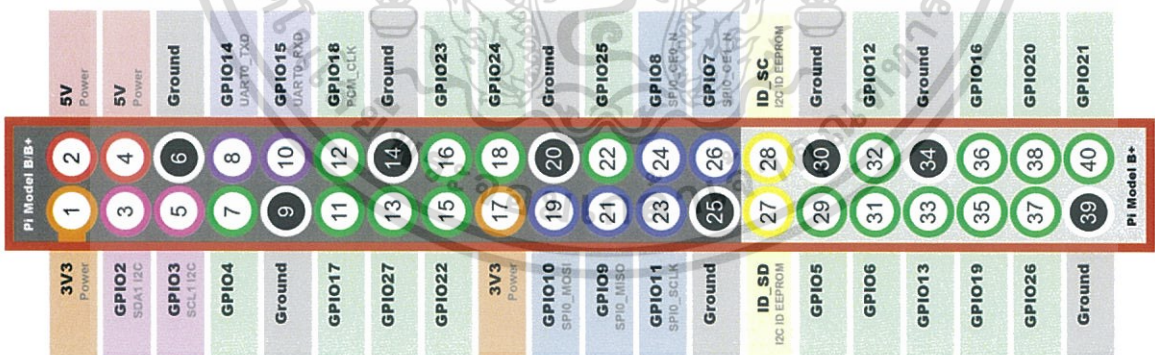 Pi Model B/B+
3V3
Power
1
2
5V
Power
GPIO2
SDA1 I2C
3
4
5V
Power
GPIO3
SCL1 I2C
5
6
Ground
GPIO4
7
8
GPIO14
UART0_TXD
Ground
9
10
GPIO15
UART0_RXD
GPIO17
11
12
GPIO18
PCM_CLK
GPIO27
13
14
Ground
GPIO22
15
16
GPIO23
3V3
Power
17
18
GPIO24
GPIO10
SPI0_MOSI
19
20
Ground
GPIO9
SPI0_MISO
21
22
GPIO25
GPIO11
SPI0_SCLK
23
24
GPIO8
SPI0_CE0_N
Ground
25
26
GPIO7
SPI0_CE1_N
ID_SD
I2C ID EEPROM
27
28
ID_SC
I2C ID EEPROM
GPIO5
29
30
Ground
GPIO6
31
32
GPIO12
GPIO13
33
34
Ground
GPIO19
35
36
GPIO16
GPIO26
37
38
GPIO20
Ground
39
40
GPIO21
Pi Model B+